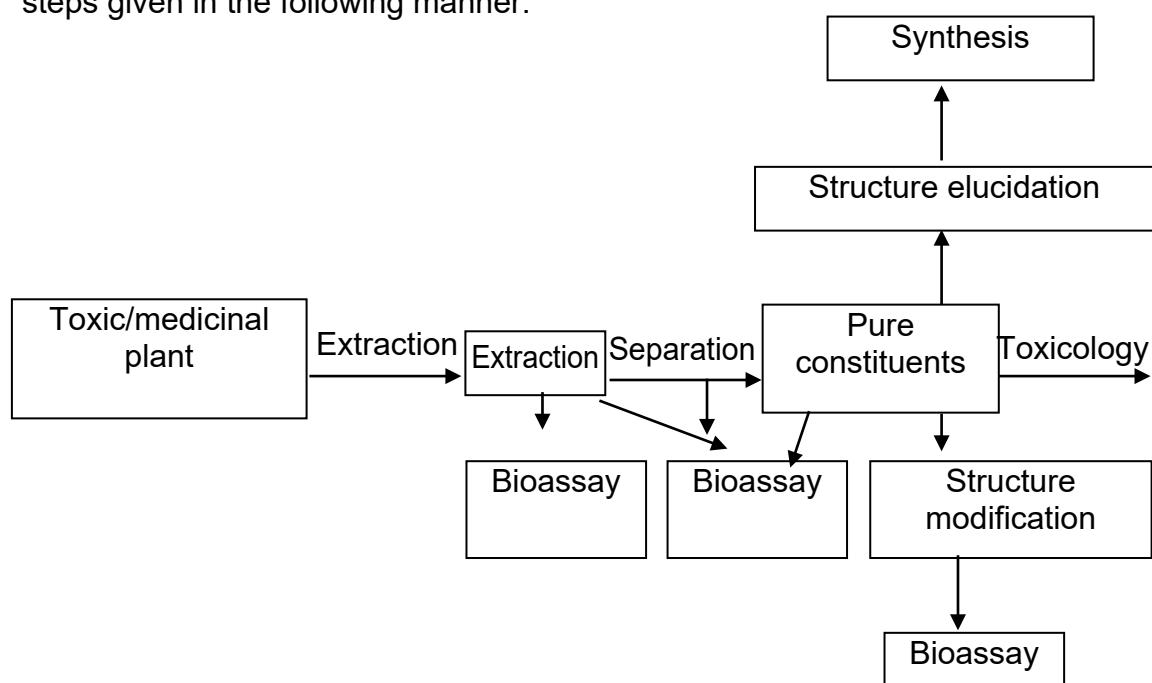 steps given in the following manner:
Synthesis
Structure elucidation
Toxic/medicinal
plant
Extraction
Extraction
Separation
Pure
constituents
Toxicology
Bioassay
Bioassay
Structure
modification
Bioassay